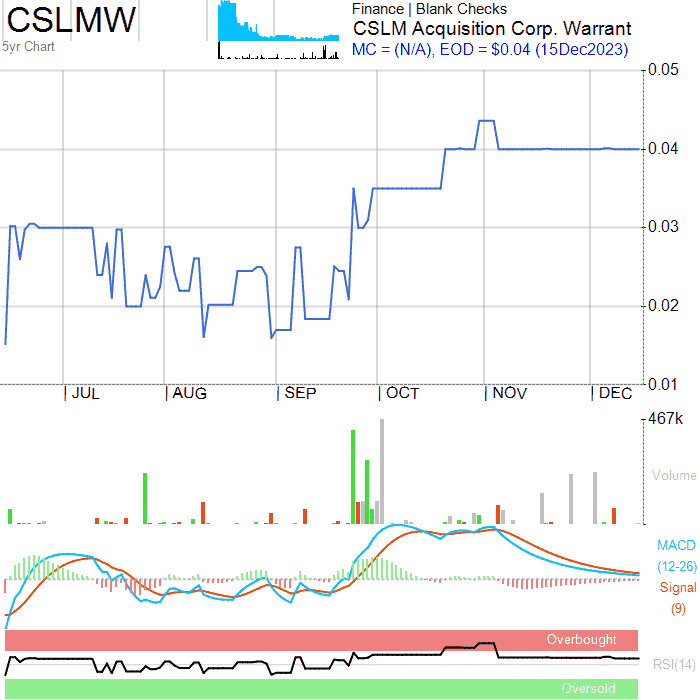 CSLMW
5yr Chart
Finance | Blank Checks
CSLM Acquisition Corp. Warrant
MC = (N/A), EOD = $0.04 (15Dec2023)
0.05
0.04
0.03
0.02
0.01
| JUL | AUG | SEP | OCT | NOV | DEC
467k
Volume
MACD
(12-26)
Signal
(9)
Overbought
RSI(14)
Oversold